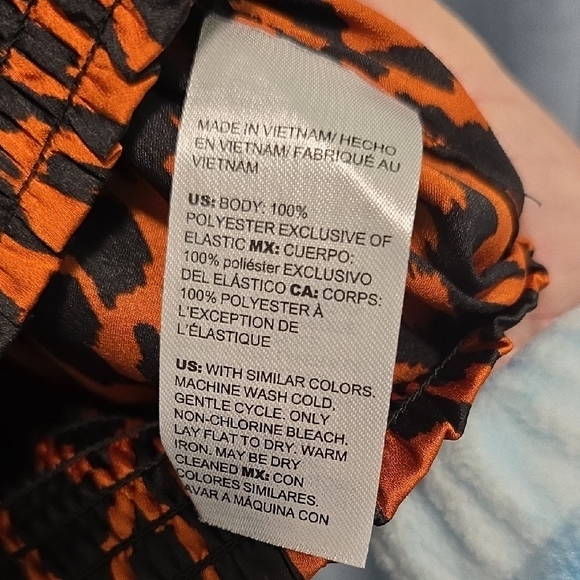 MADE IN VIETNAM/ HECHO
EN VIETNAM/ FABRIQUÉ AU
VIETNAM
US: BODY: 100%
POLYESTER EXCLUSIVE OF
ELASTIC MX: CUERPO:
100% poliéster EXCLUSIVO
DEL ELÁSTICO CA: CORPS:
100% POLYESTER À
L'EXCEPTION DE
L'ÉLASTIQUE
US: WITH SIMILAR COLORS.
MACHINE WASH COLD,
GENTLE CYCLE. ONLY
NON-CHLORINE BLEACH.
LAY FLAT TO DRY. WARM
IRON. MAY BE DRY
CLEANED MX: CON
COLORES SIMILARES.
LAVAR A MÁQUINA CON